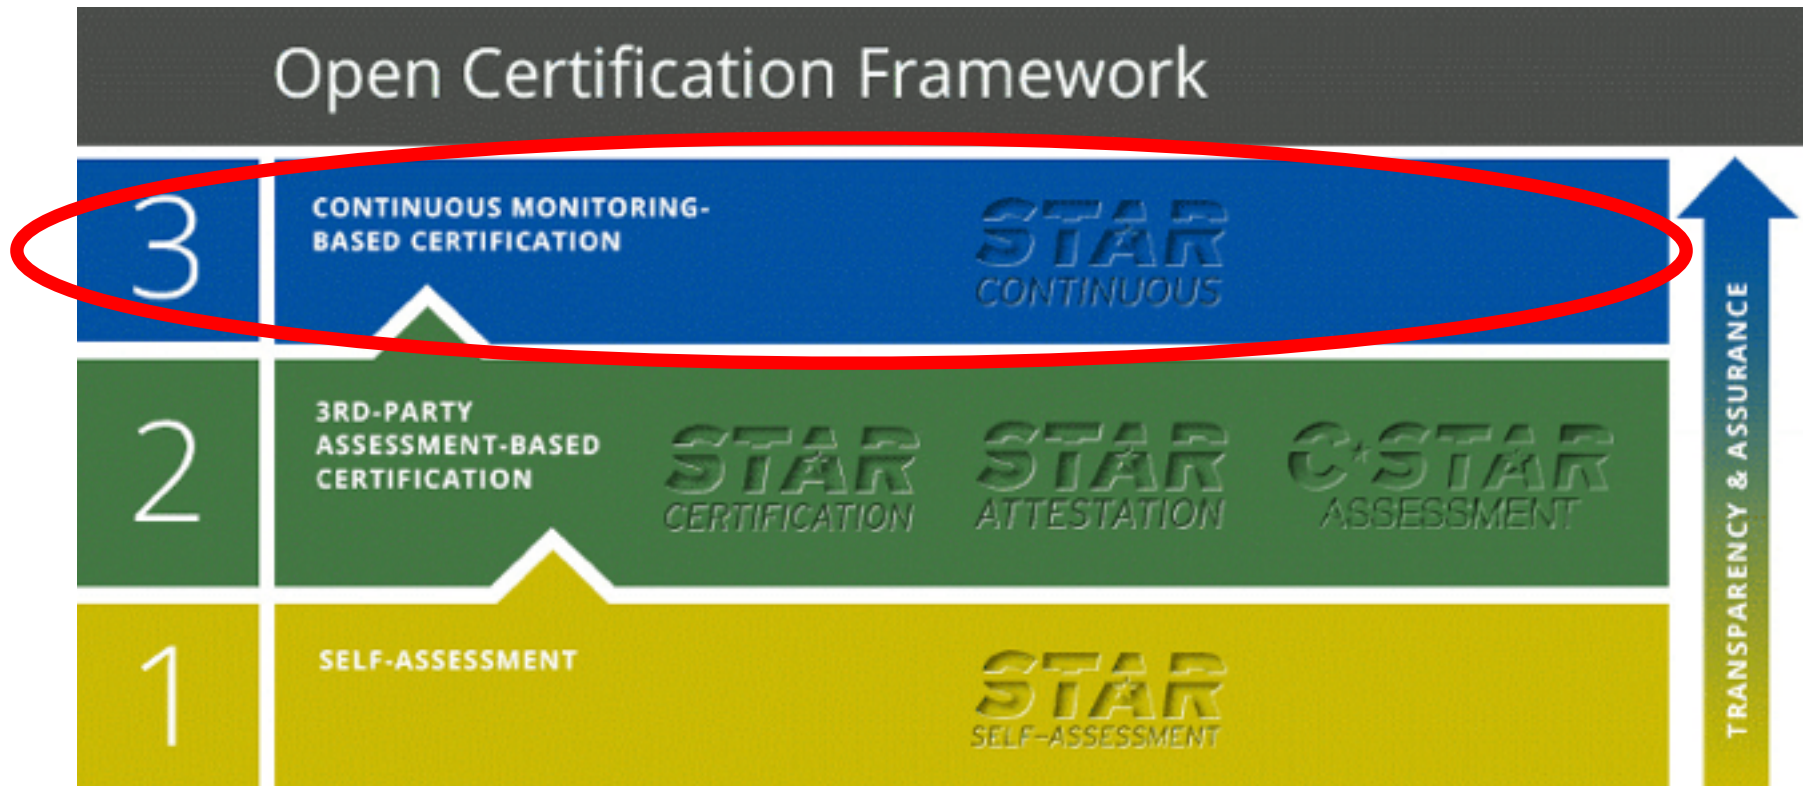 Open Certification Framework
3
CONTINUOUS MONITORING-
BASED CERTIFICATION
STAR
CONTINUOUS
2
3RD-PARTY
ASSESSMENT-BASED
CERTIFICATION
STAR
CERTIFICATION
STAR
ATTESTATION
C*STAR
ASSESSMENT
1
SELF-ASSESSMENT
STAR
SELF-ASSESSMENT
TRANSPARENCY & ASSURANCE